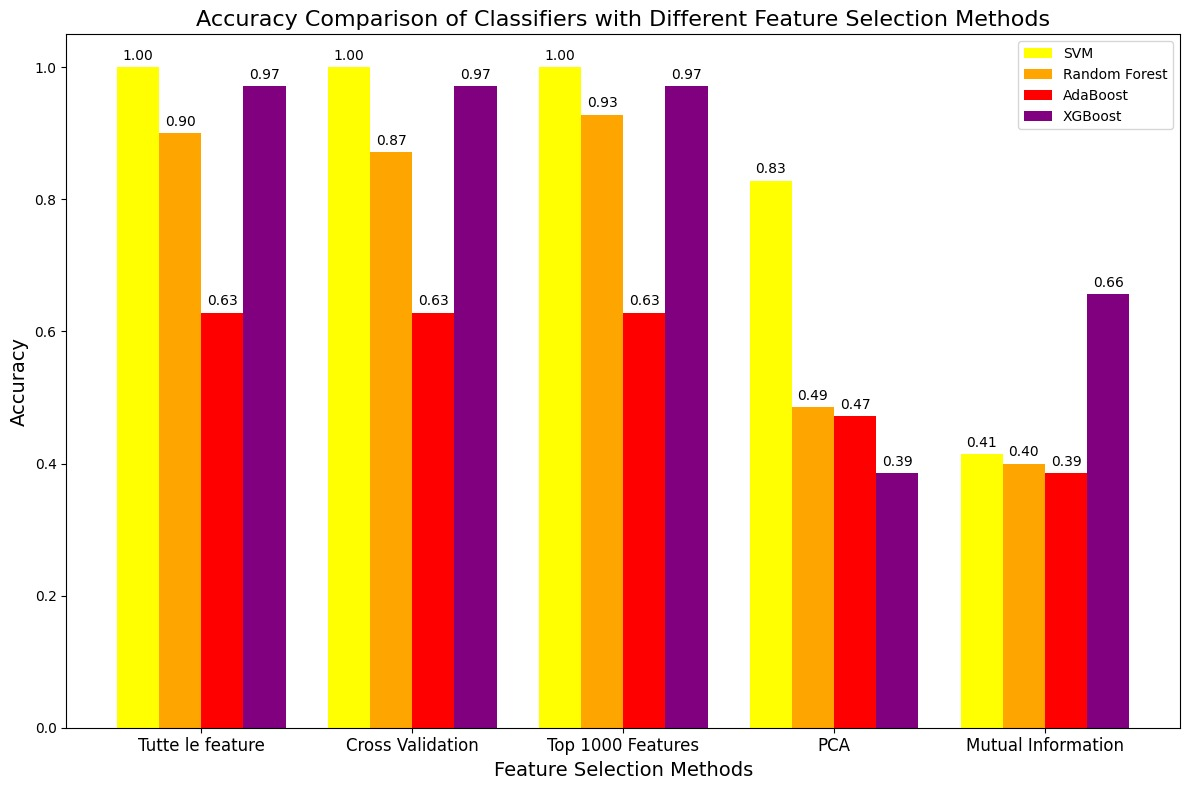 Accuracy Comparison of Classifiers with Different Feature Selection Methods
SVM
Random Forest
AdaBoost
XGBoost
1.00
0.90
0.63
0.97
1.00
0.87
0.63
0.97
1.00
0.93
0.63
0.97
0.83
0.49
0.47
0.39
0.41
0.40
0.39
0.66
Accuracy
1.0
0.8
0.6
0.4
0.2
0.0
Tutte le feature
Cross Validation
Top 1000 Features
PCA
Mutual Information
Feature Selection Methods